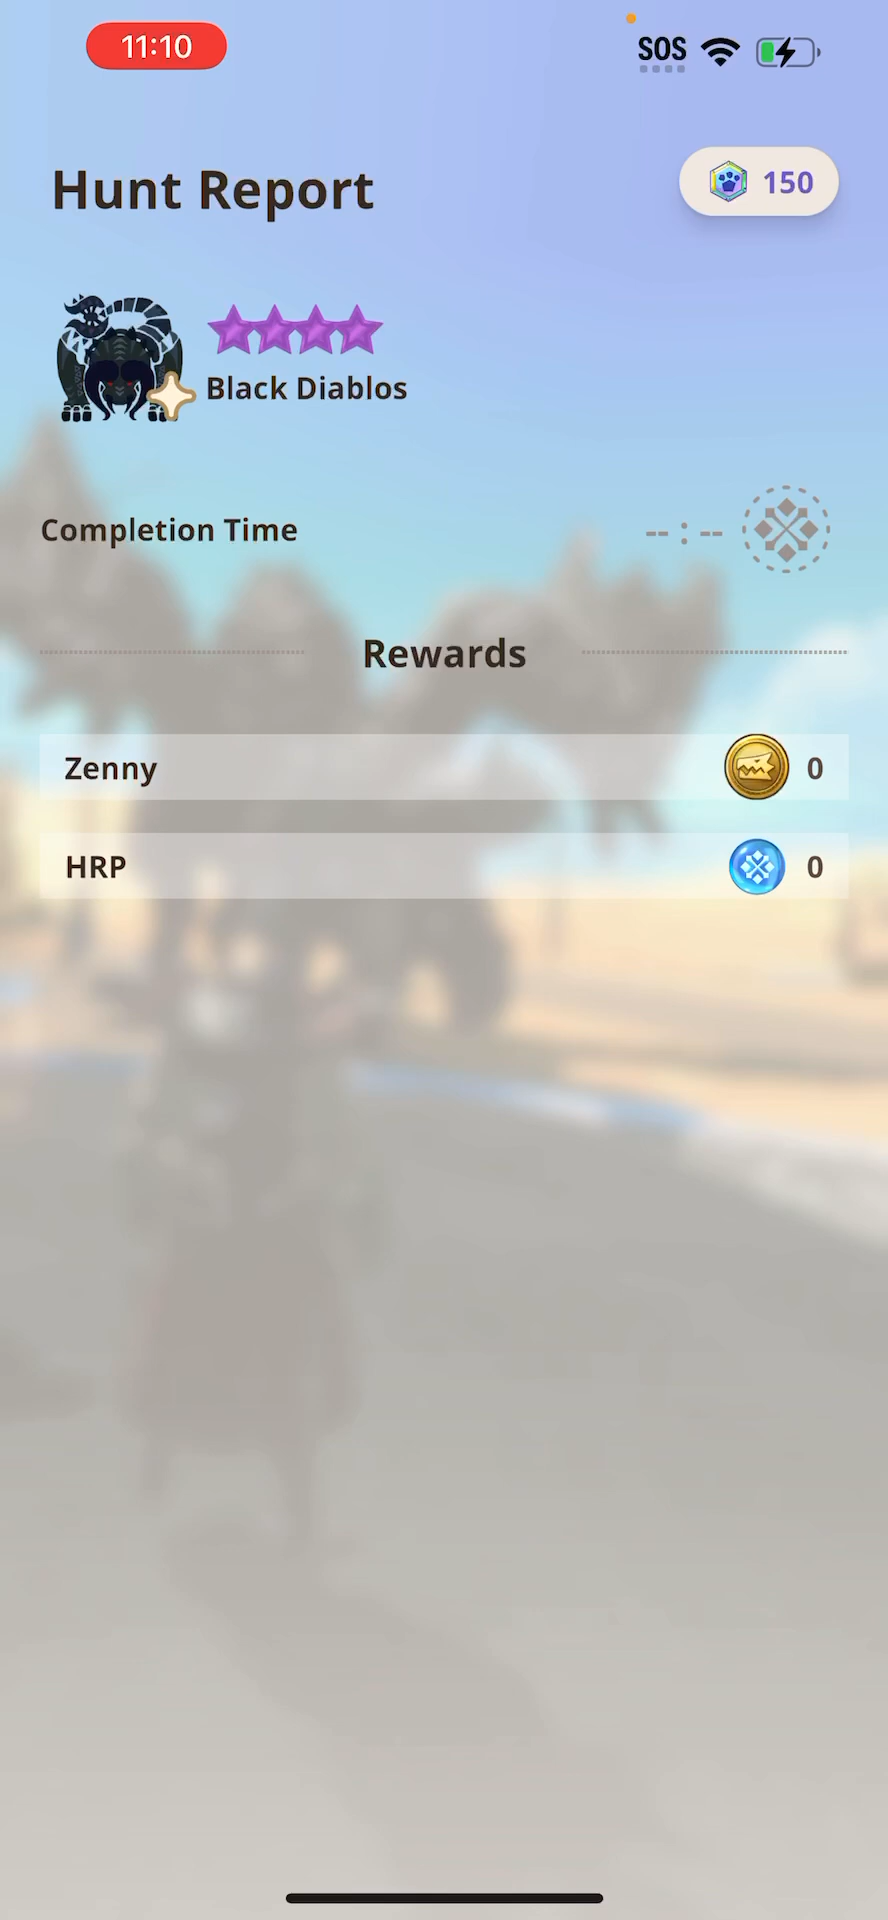 11:10
SOS
Hunt Report
150
Black Diablos
Completion Time
-- : --
Rewards
Zenny
0
HRP
0